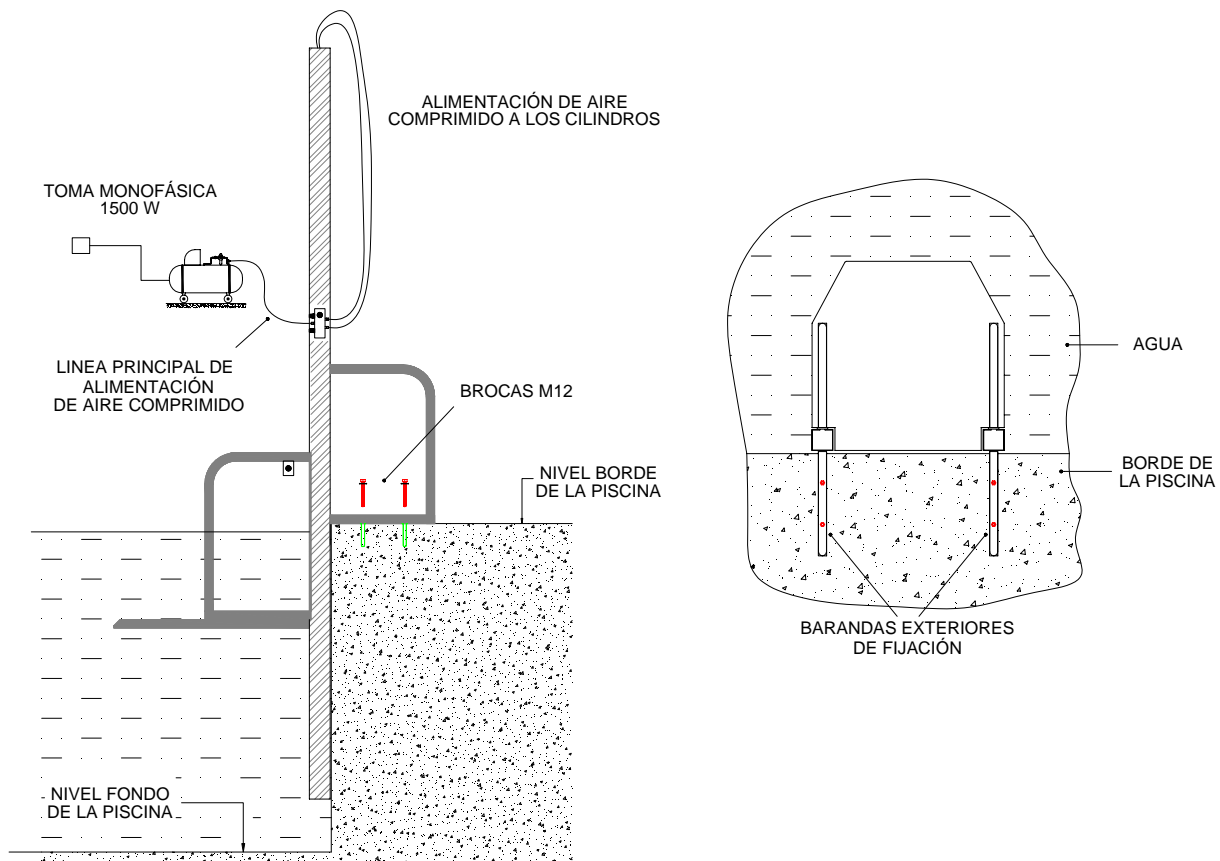 ALIMENTACIÓN DE AIRE
COMPRIMIDO A LOS CILINDROS
TOMA MONOFÁSICA
1500 W
LINEA PRINCIPAL DE
ALIMENTACIÓN
DE AIRE COMPRIMIDO
BROCAS M12
NIVEL BORDE
DE LA PISCINA
NIVEL FONDO
DE LA PISCINA
AGUA
BORDE DE
LA PISCINA
BARANDAS EXTERIORES
DE FIJACIÓN